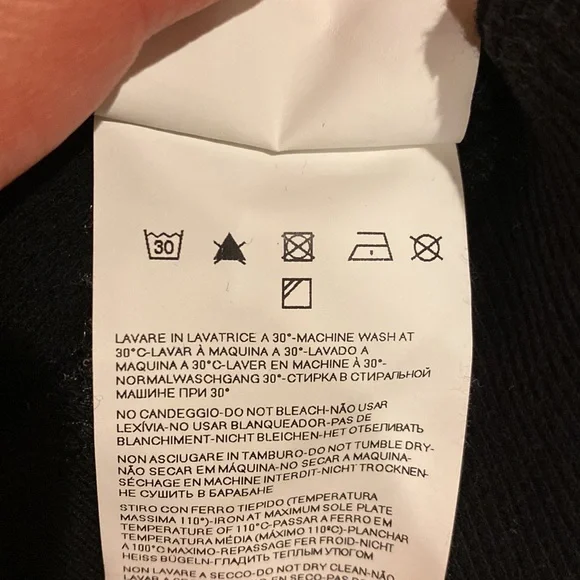 30
LAVARE IN LAVATRICE A 30°-MACHINE WASH AT
30°C-LAVAR À MAQUINA A 30°-LAVADO A
MAQUINA A 30°C-LAVER EN MACHINE À 30°-
NORMALWASCHGANG 30°-СТИРКА В СТИРАЛЬНОЙ
МАШИНЕ ПРИ 30°
NO CANDEGGIO-DO NOT BLEACH-NÃO USAR
LEXÍVIA-NO USAR BLANQUEADOR-PAS DE
BLANCHIMENT-NICHT BLEICHEN-НЕТ ОТБЕЛИВАТЬ
NON ASCIUGARE IN TAMBURO-DO NOT TUMBLE DRY-
NÃO SECAR EM MÁQUINA-NO SECAR A MAQUINA-
SÉCHAGE EN MACHINE INTERDIT-NICHT TROCKNEN-
НЕ СУШИТЬ В БАРАБАНЕ
STIRO CON FERRO TIEPIDO (TEMPERATURA
MASSIMA 110°)-IRON AT MAXIMUM SOLE PLATE
TEMPERATURE OF 110°C-PASSAR A FERRO EM
TEMPERATURA MÉDIA (MÁXIMO 110ºC)-PLANCHAR
A 100°C MAXIMO-REPASSAGE FER FROID-NICHT
HEISS BÜGELN-ГЛАДИТЬ ТЕПЛЫМ УТЮГОМ
NON LAVARE A SECCO-DO NOT DRY CLEAN-NÃO